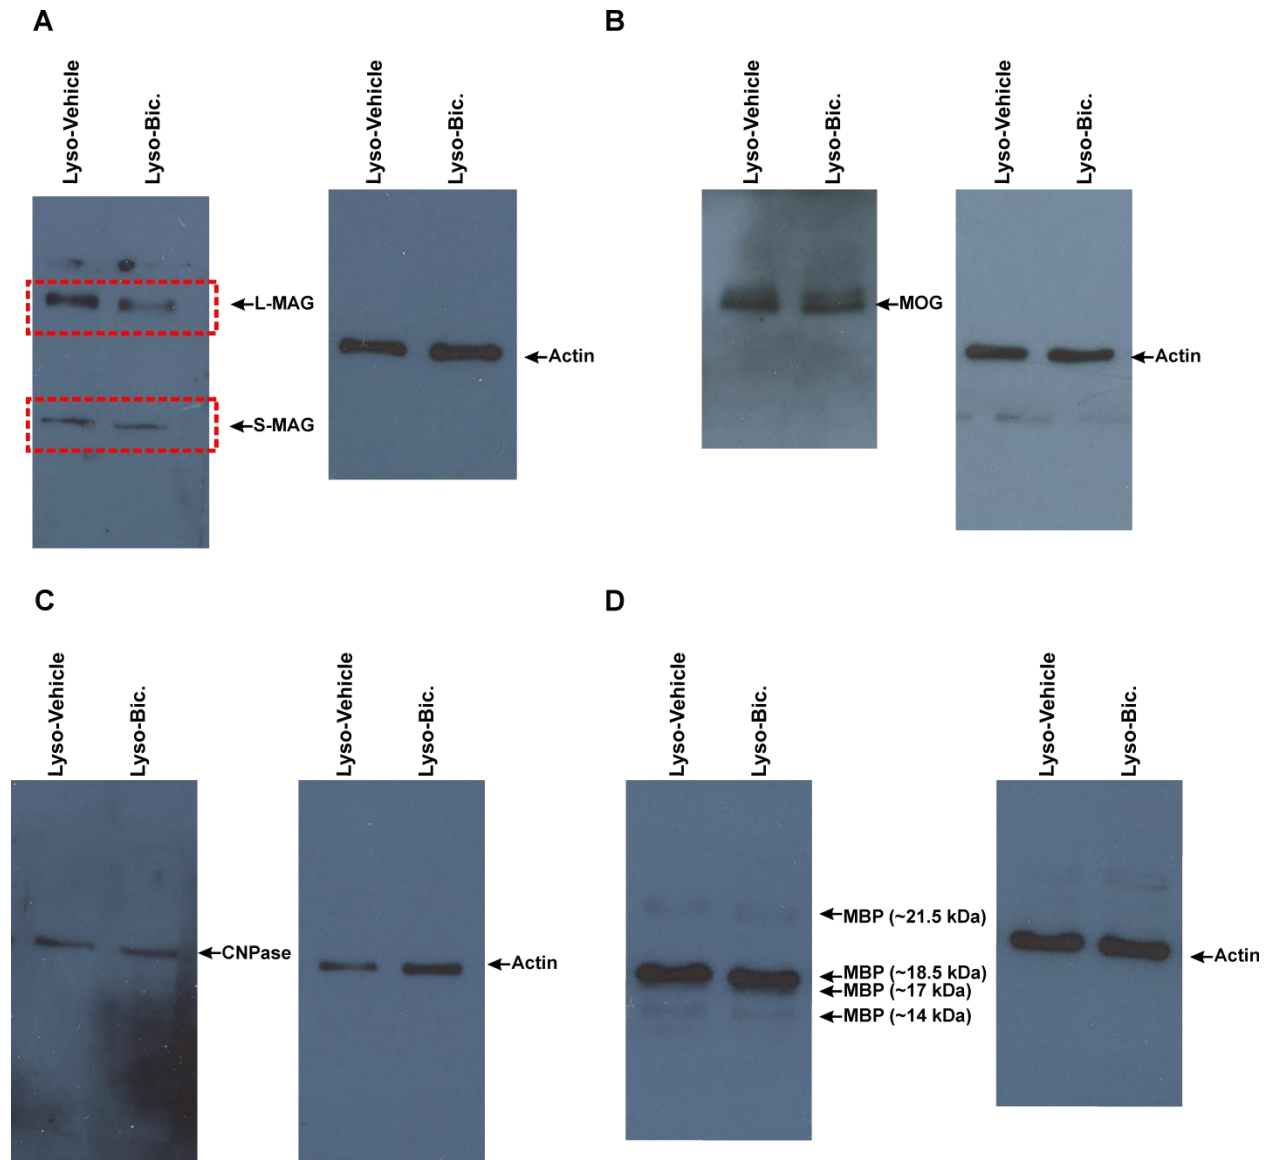 A
Lyso-Vehicle
Lyso-Bic.
L-MAG
S-MAG
Lyso-Vehicle
Lyso-Bic.
Actin
B
Lyso-Vehicle
Lyso-Bic.
MOG
Lyso-Vehicle
Lyso-Bic.
Actin
C
Lyso-Vehicle
Lyso-Bic.
CNPase
Lyso-Vehicle
Lyso-Bic.
Actin
D
Lyso-Vehicle
Lyso-Bic.
MBP (~21.5 kDa)
MBP (~18.5 kDa)
MBP (~17 kDa)
MBP (~14 kDa)
Lyso-Vehicle
Lyso-Bic.
Actin